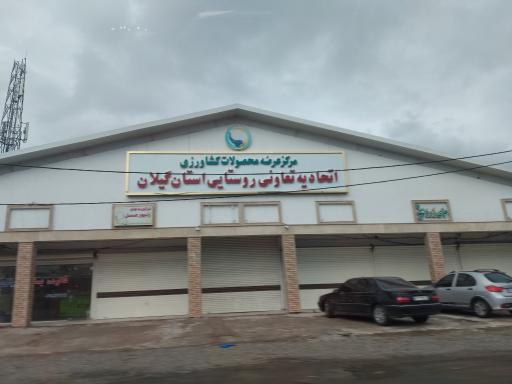 مرکز عرضه محصولات کشاورزی
اتحادیه تعاونی روستایی استان گیلان